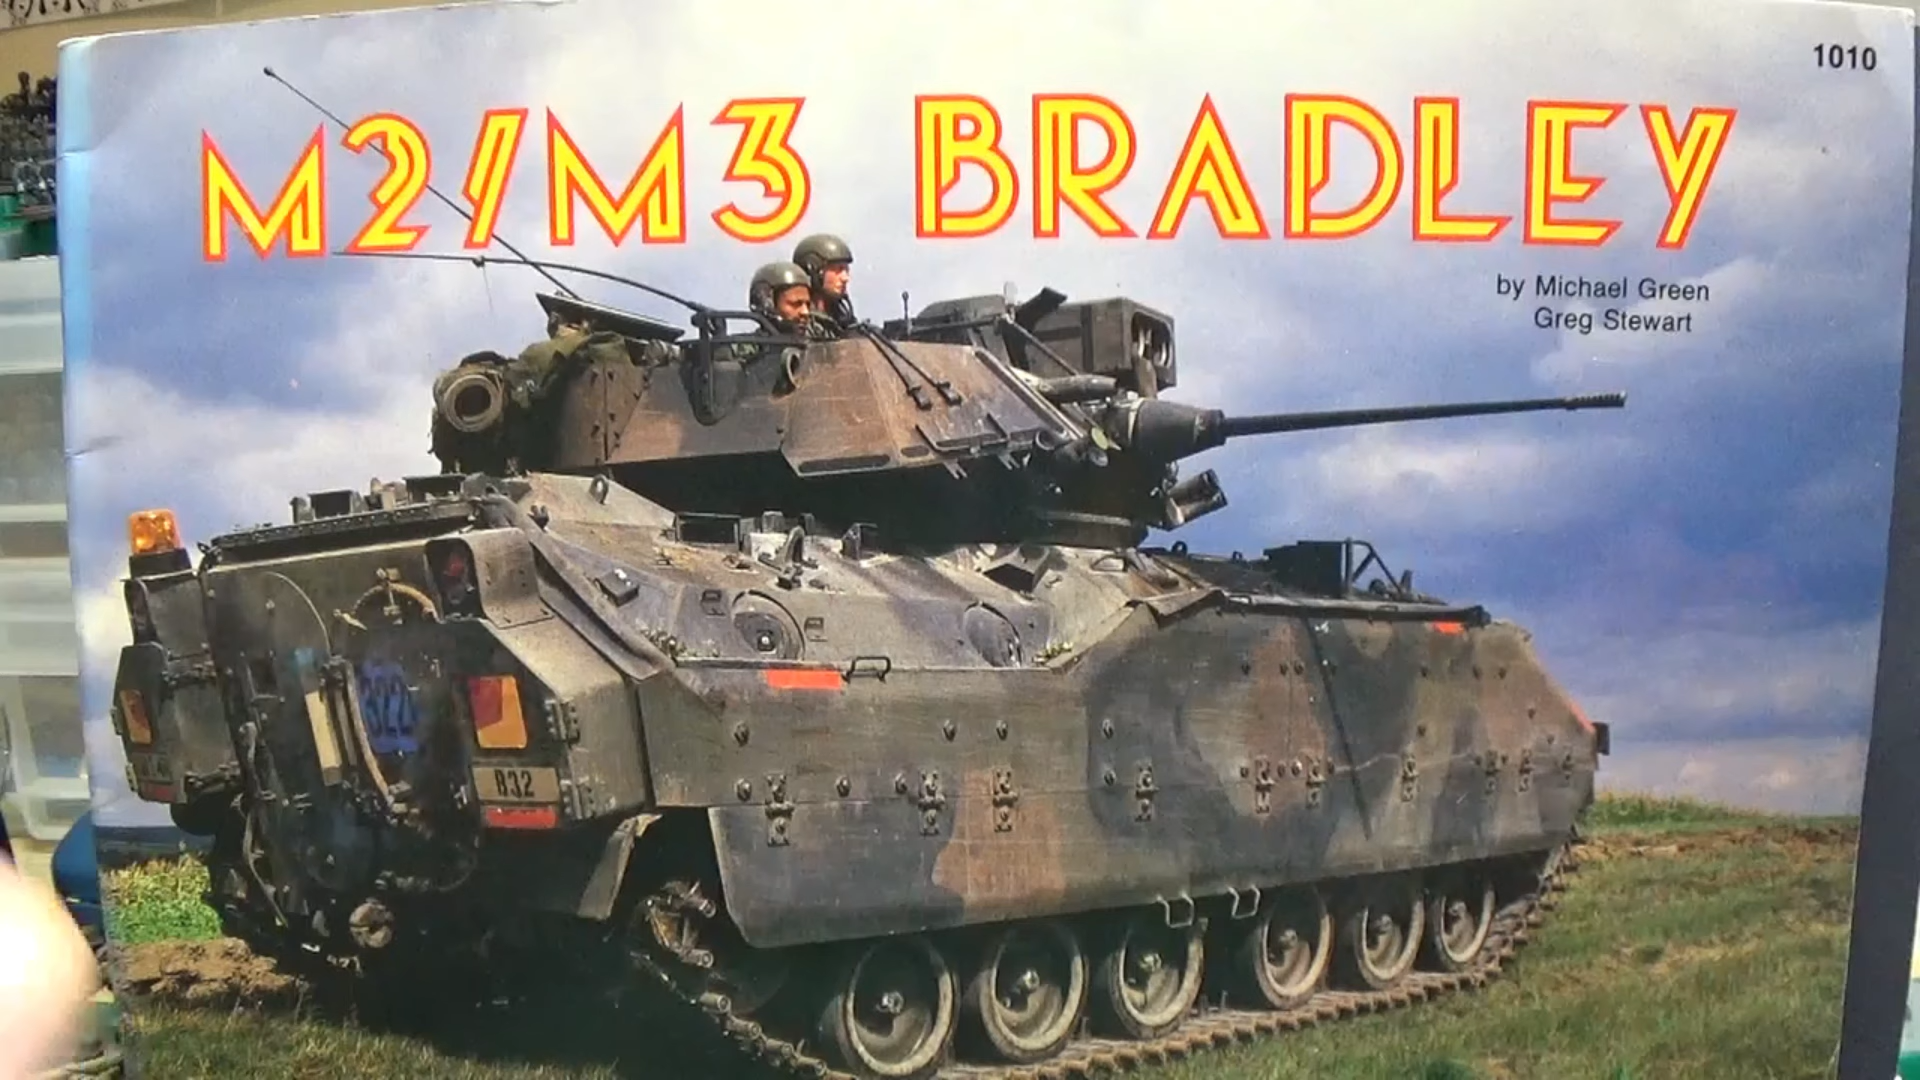 1010
M2/M3 BRADLEY
by Michael Green
Greg Stewart
322
B32